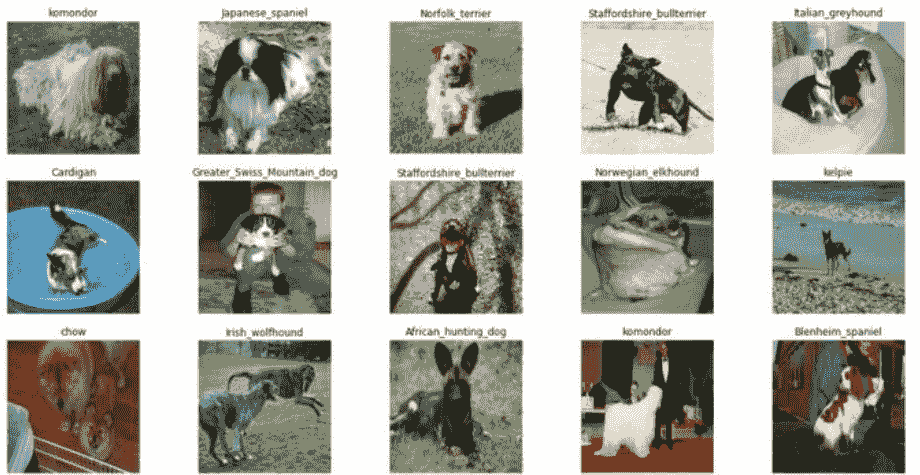 komondor
Japanese_spaniel
Norfolk_terrier
Staffordshire_bullterrier
Italian_greyhound
Cardigan
Greater_Swiss_Mountain_dog
Staffordshire_bullterrier
Norwegian_elkhound
kelpie
chow
Irish_wolfhound
African_hunting_dog
komondor
Blenheim_spaniel